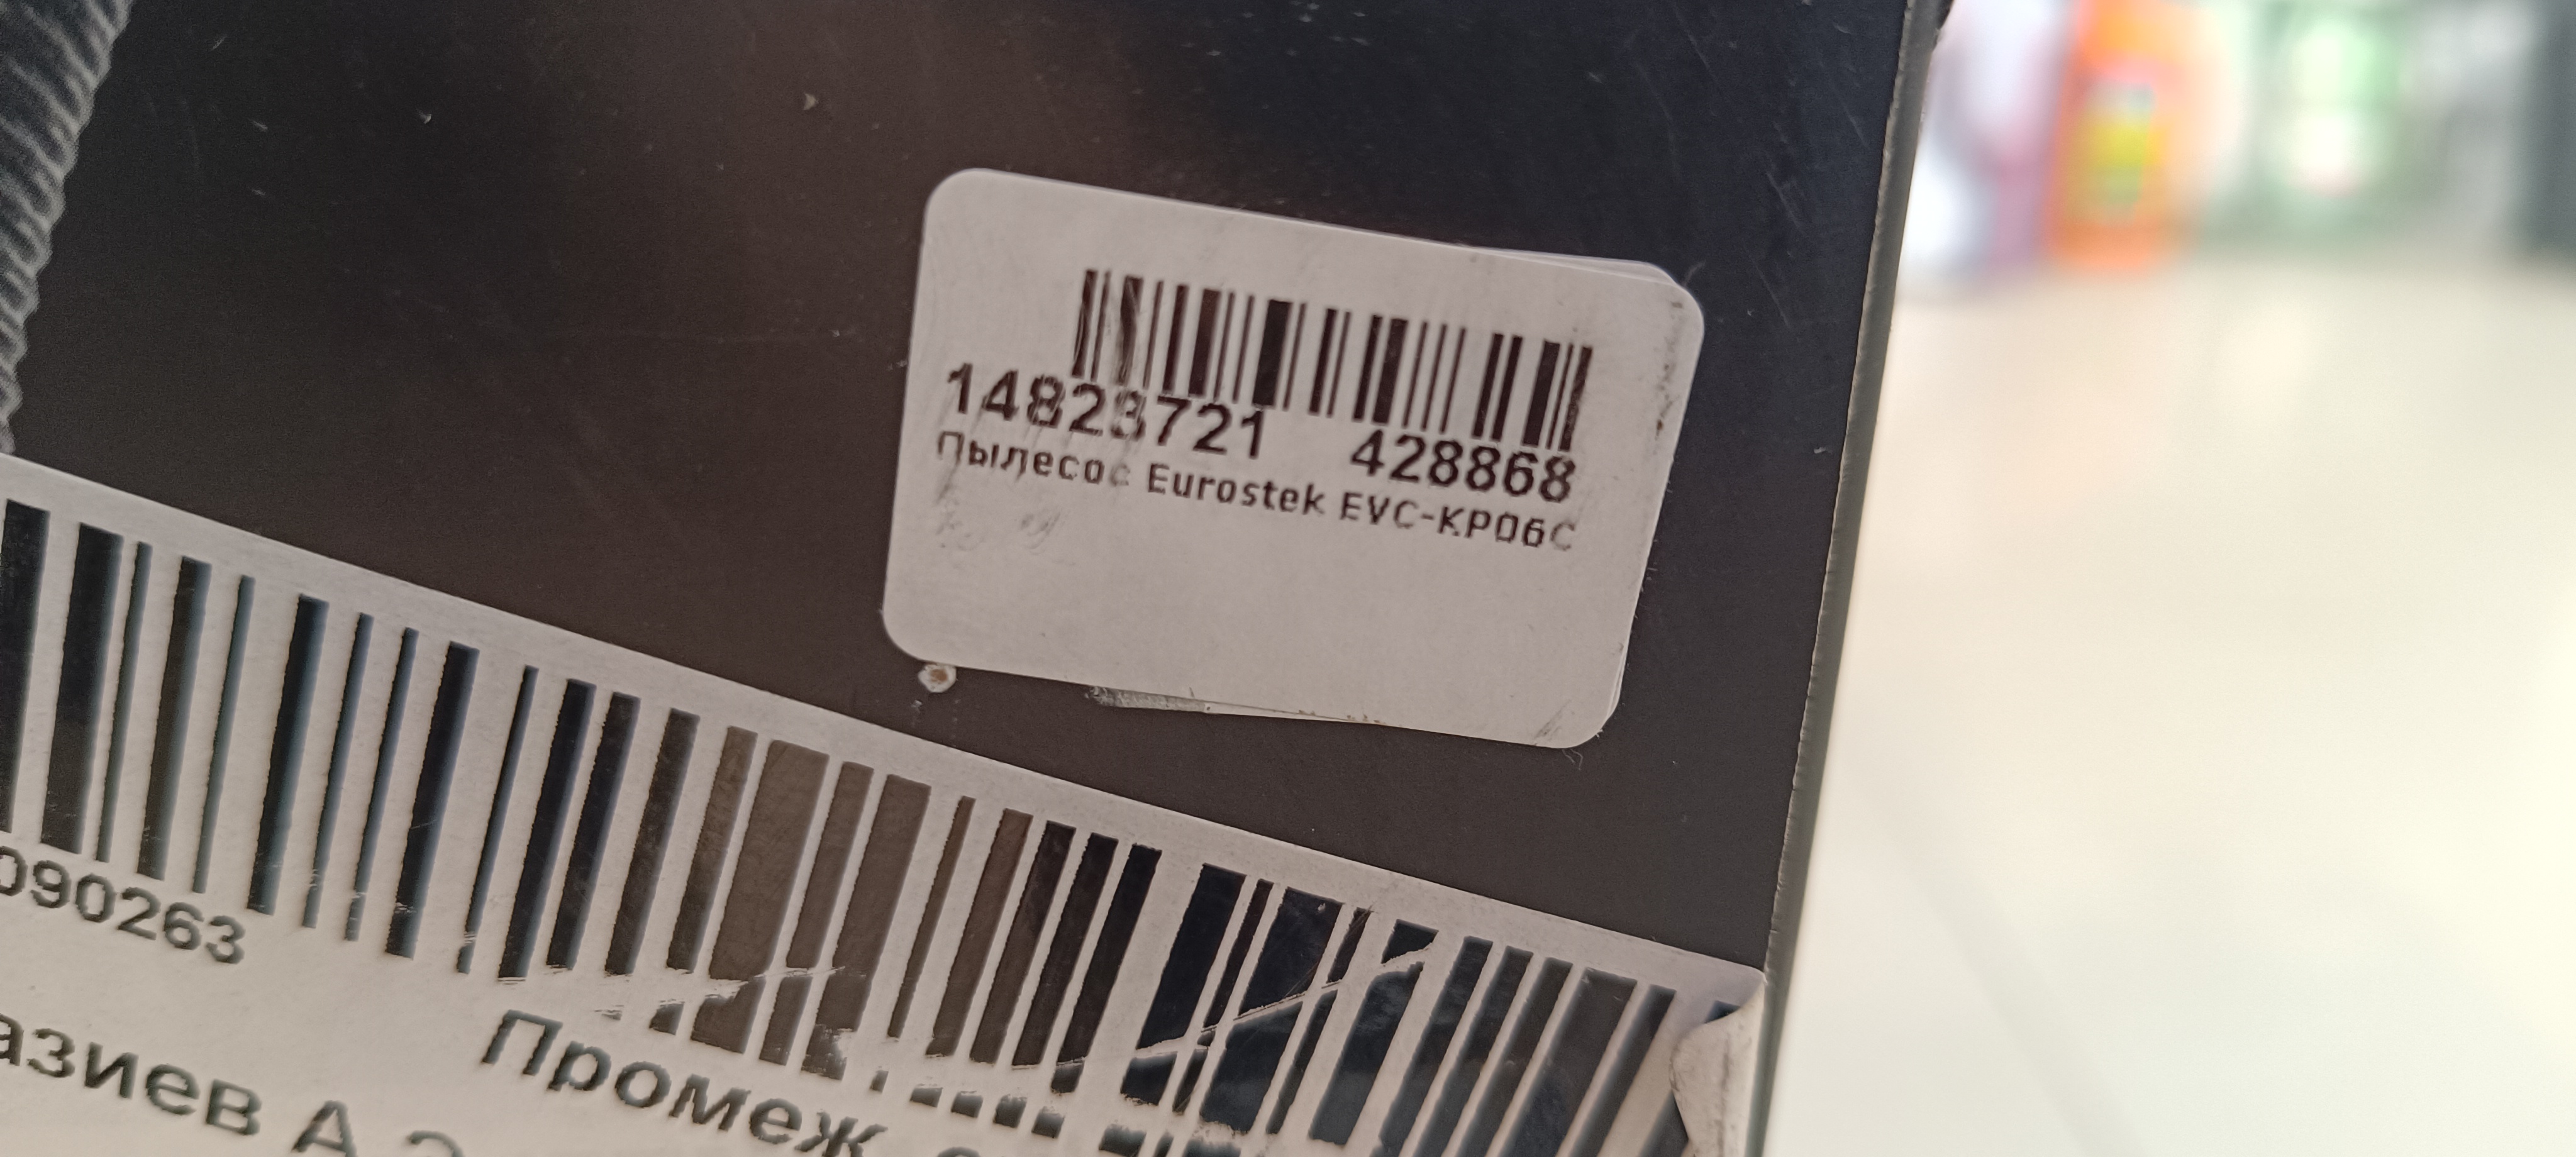 14823721 428868
Пылесос Eurostek EVC-KP06C
090263
Промеж
азиев А